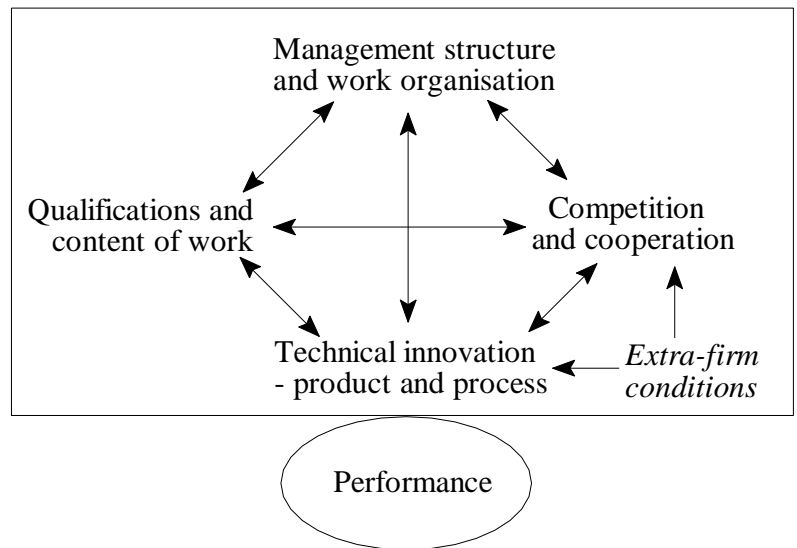 Management structure
and work organisation
Qualifications and
content of work
Competition
and cooperation
Technical innovation
- product and process
Extra-firm
conditions
Performance